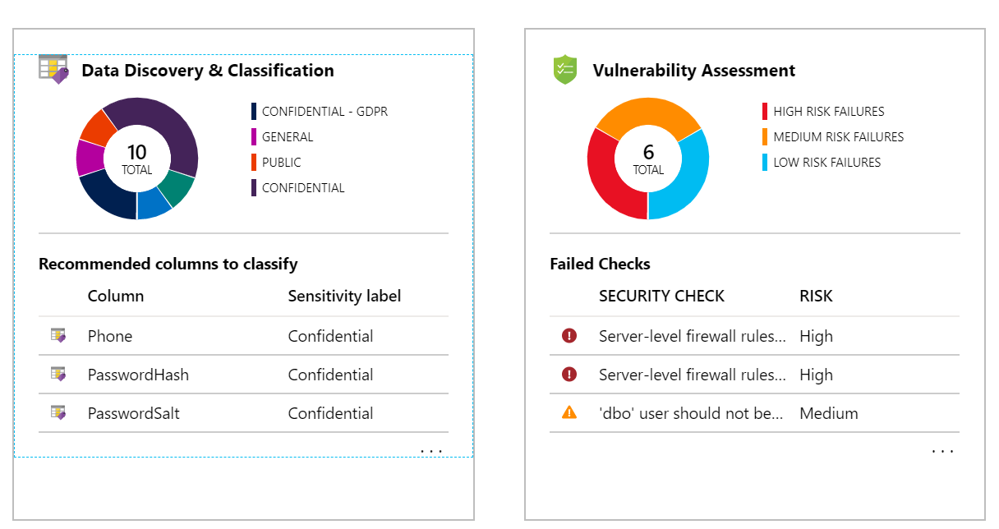 Data Discovery & Classification
10
TOTAL
CONFIDENTIAL - GDPR
GENERAL
PUBLIC
CONFIDENTIAL
Recommended columns to classify
Column Sensitivity label
Phone Confidential
PasswordHash Confidential
PasswordSalt Confidential
...
Vulnerability Assessment
6
TOTAL
HIGH RISK FAILURES
MEDIUM RISK FAILURES
LOW RISK FAILURES
Failed Checks
SECURITY CHECK RISK
Server-level firewall rules... High
Server-level firewall rules... High
'dbo' user should not be... Medium
...